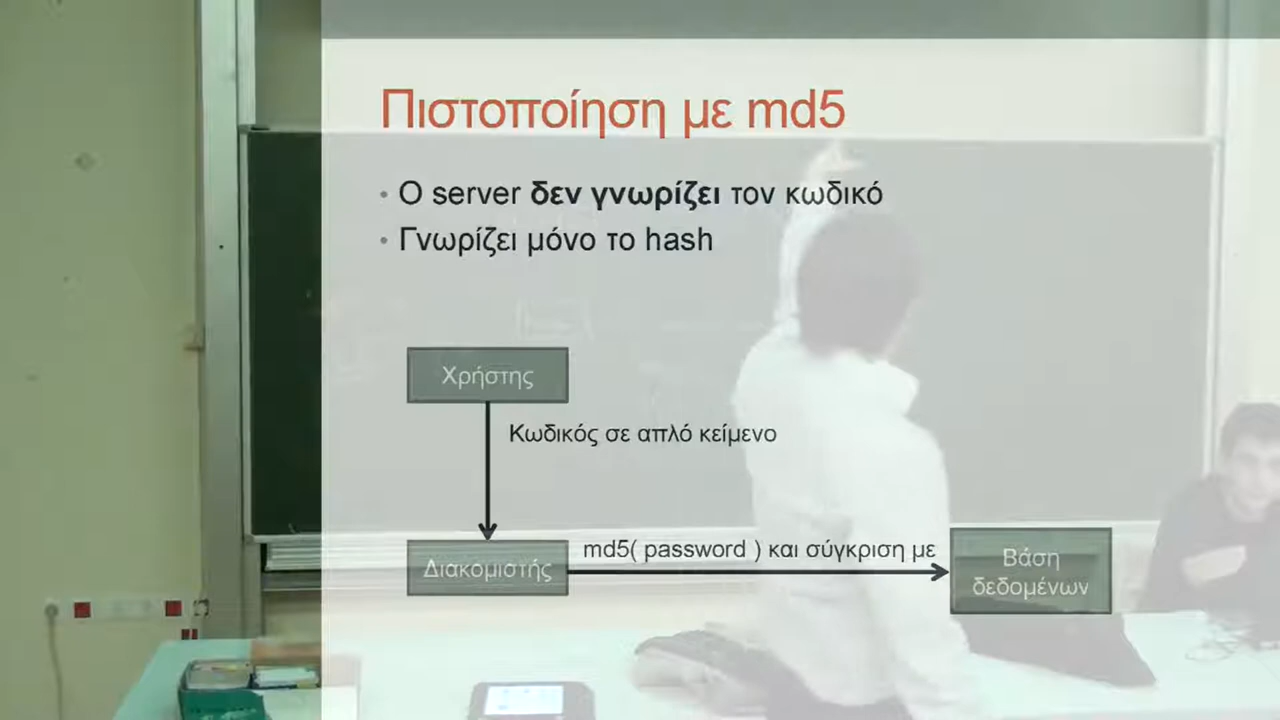 Πιστοποίηση με md5
• Ο server δεν γνωρίζει τον κωδικό
• Γνωρίζει μόνο το hash
Χρήστης
Κωδικός σε απλό κείμενο
Διακομιστής
md5( password ) και σύγκριση με
Βάση
δεδομένων